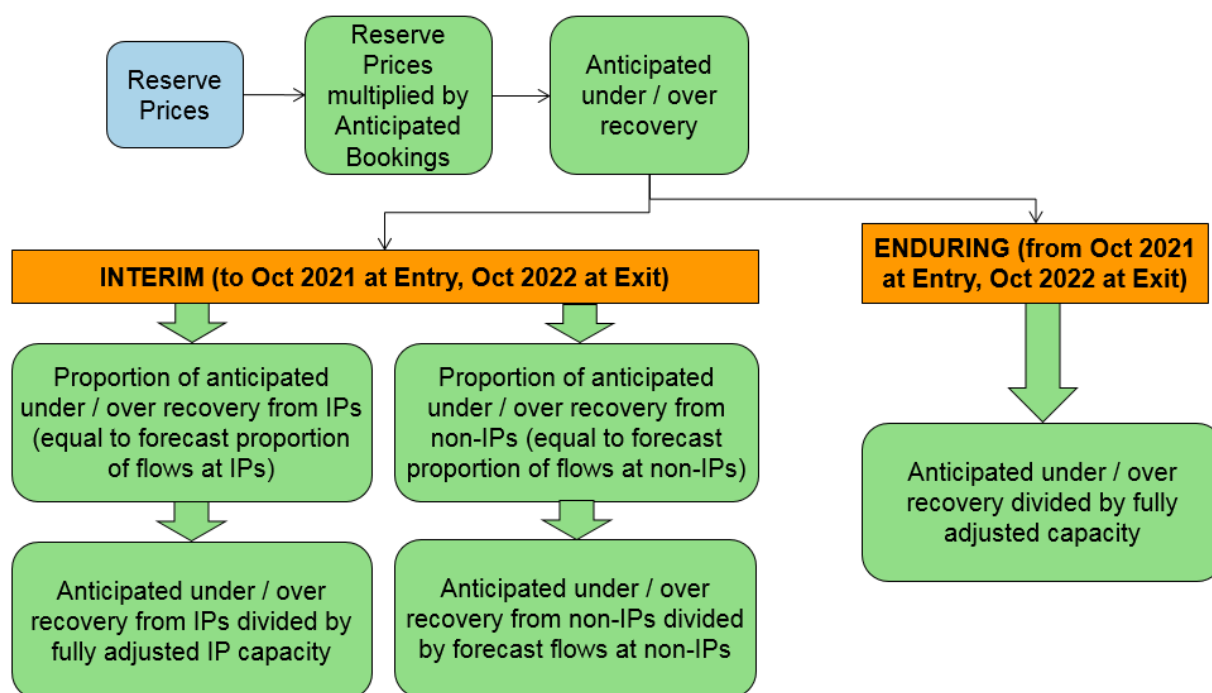 Reserve
Prices
Reserve
Prices
multiplied by
Anticipated
Bookings
Anticipated
under / over
recovery
INTERIM (to Oct 2021 at Entry, Oct 2022 at Exit)
ENDURING (from Oct 2021
at Entry, Oct 2022 at Exit)
Proportion of anticipated
under / over recovery from IPs
(equal to forecast proportion
of flows at IPs)
Proportion of anticipated
under / over recovery from
non-IPs (equal to forecast
proportion of flows at non-IPs)
Anticipated under / over
recovery divided by fully
adjusted capacity
Anticipated under / over
recovery from IPs divided by
fully adjusted IP capacity
Anticipated under / over
recovery from non-IPs divided
by forecast flows at non-IPs